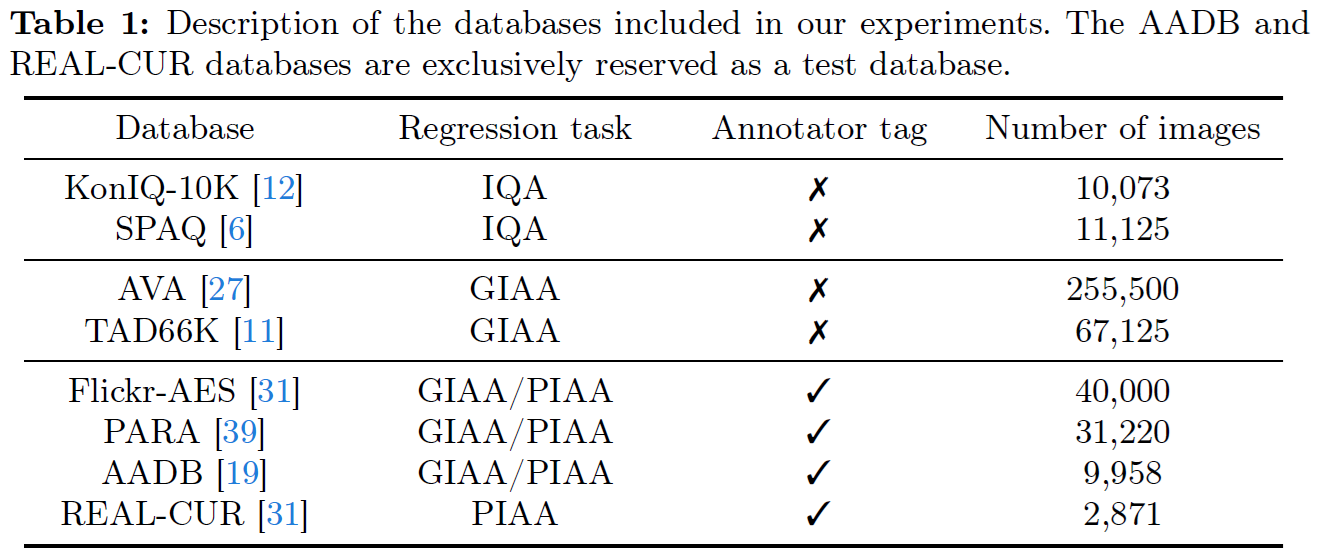 Table 1: Description of the databases included in our experiments. The AADB and
REAL-CUR databases are exclusively reserved as a test database.
Database Regression task Annotator tag Number of images
KonIQ-10K [12] IQA ✗ 10,073
SPAQ [6] IQA ✗ 11,125
AVA [27] GIAA ✗ 255,500
TAD66K [11] GIAA ✗ 67,125
Flickr-AES [31] GIAA/PIAA ✓ 40,000
PARA [39] GIAA/PIAA ✓ 31,220
AADB [19] GIAA/PIAA ✓ 9,958
REAL-CUR [31] PIAA ✓ 2,871